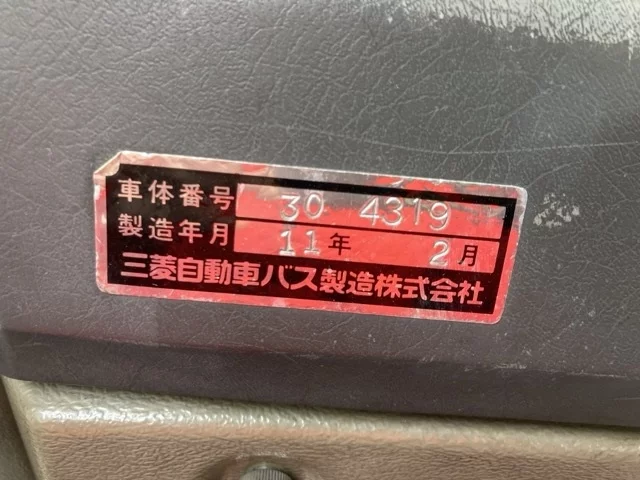 車体番号 30 4319
製造年月 11年 2月
三菱自動車バス製造株式会社